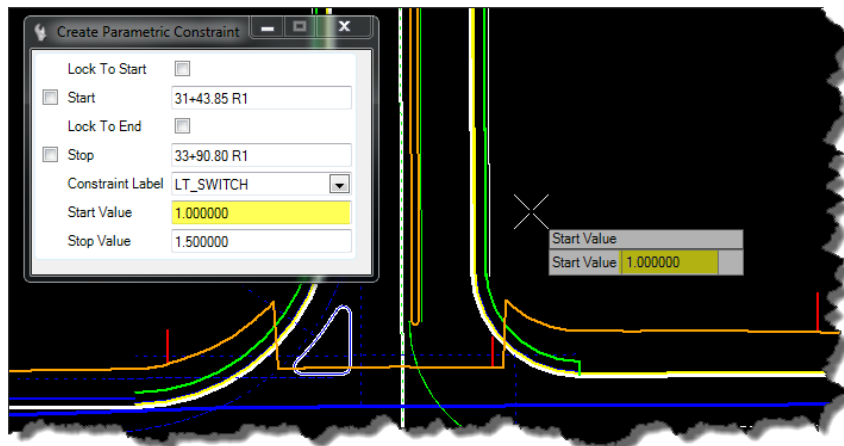 Create Parametric Constraint
Lock To Start
Start 31+43.85 R1
Lock To End
Stop 33+90.80 R1
Constraint Label LT_SWITCH
Start Value 1.000000
Stop Value 1.500000
Start Value
Start Value 1.000000